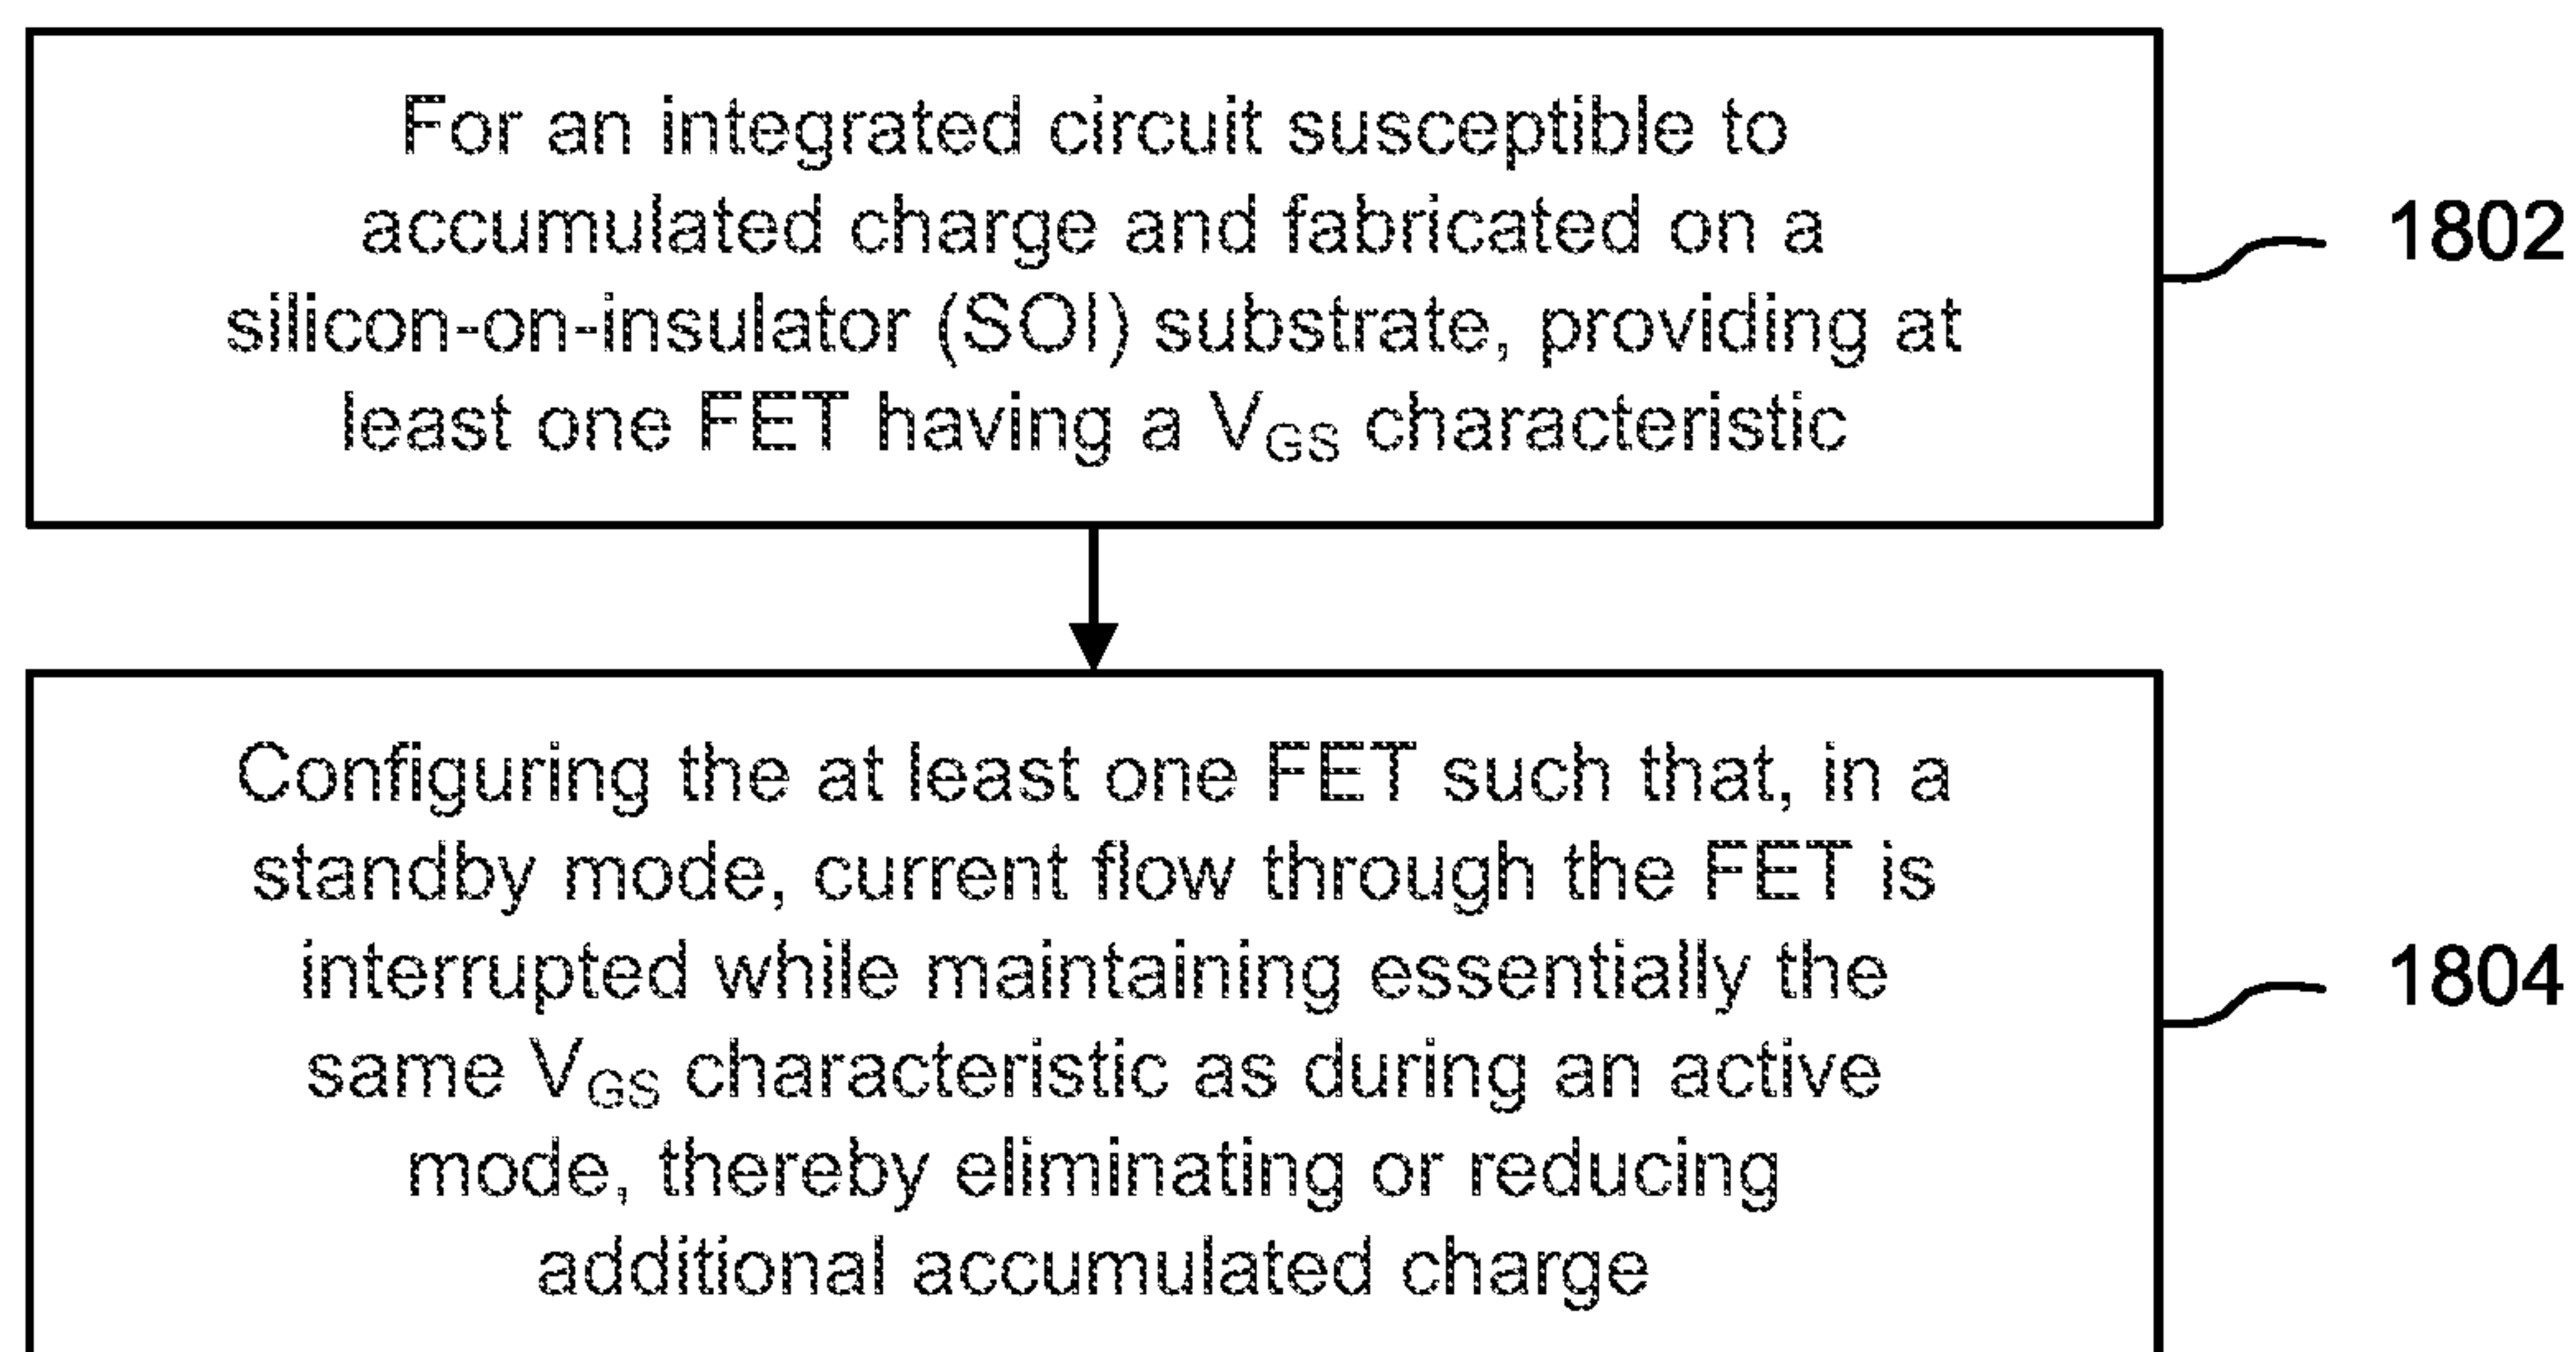 For an integrated circuit susceptible to
accumulated charge and fabricated on a
silicon-on-insulator (SOI) substrate, providing at
least one FET having a VGS characteristic
1802
Configuring the at least one FET such that, in a
standby mode, current flow through the FET is
interrupted while maintaining essentially the
same VGS characteristic as during an active
mode, thereby eliminating or reducing
additional accumulated charge
1804